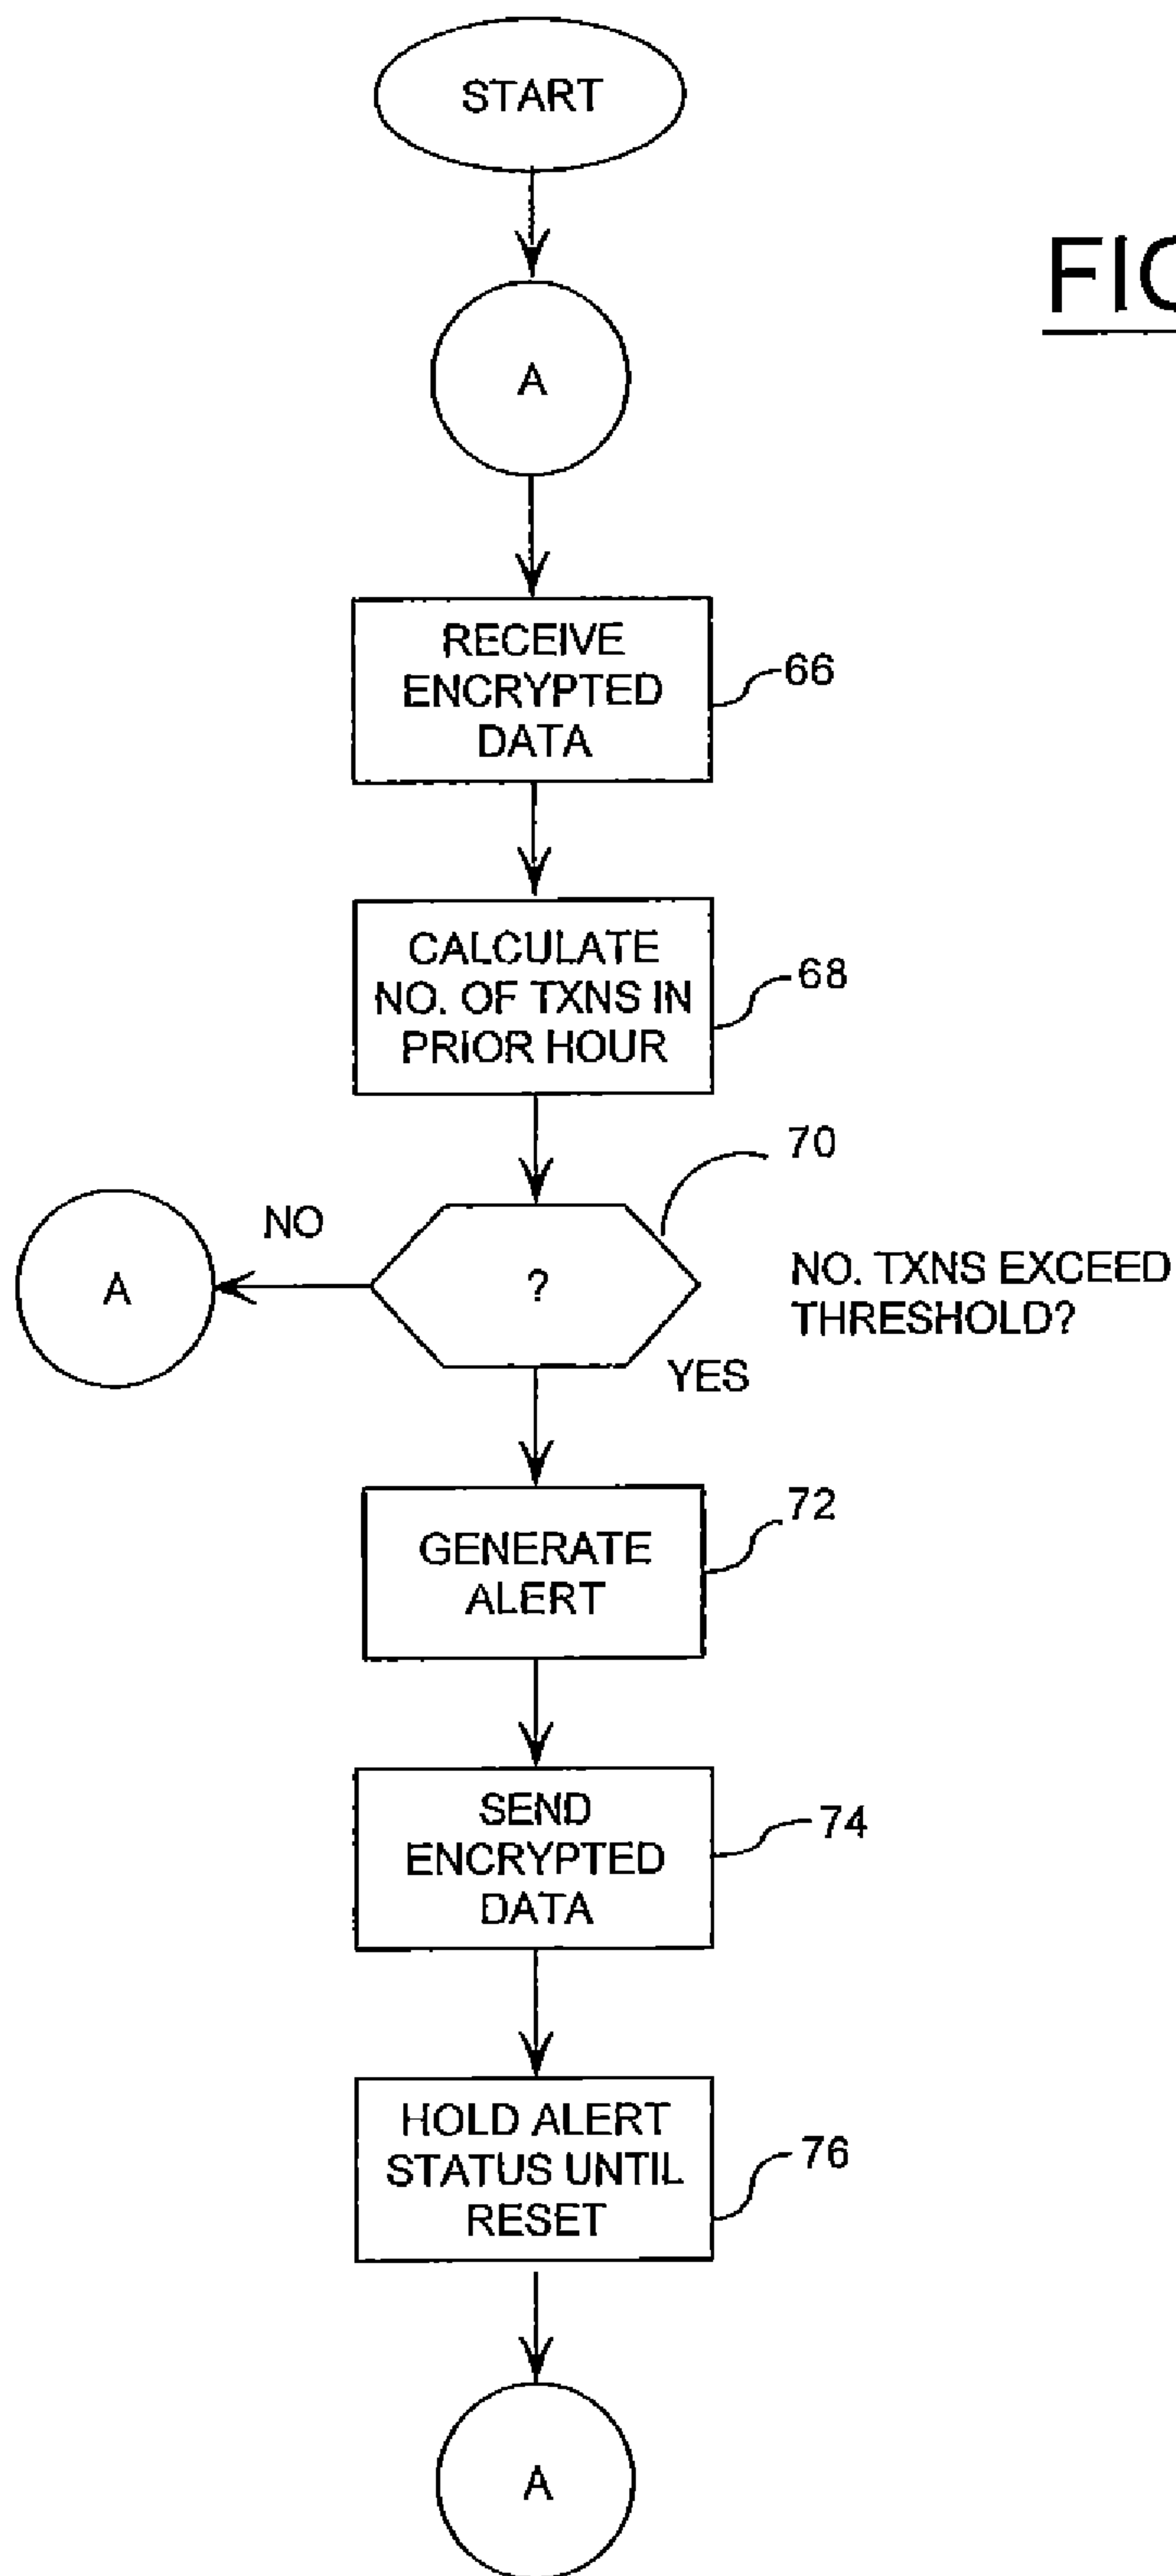 START
FIG
A
RECEIVE
ENCRYPTED
DATA
66
CALCULATE
NO. OF TXNS IN
PRIOR HOUR
68
70
NO
A
?
NO. TXNS EXCEED
THRESHOLD?
YES
GENERATE
ALERT
72
SEND
ENCRYPTED
DATA
74
HOLD ALERT
STATUS UNTIL
RESET
76
A